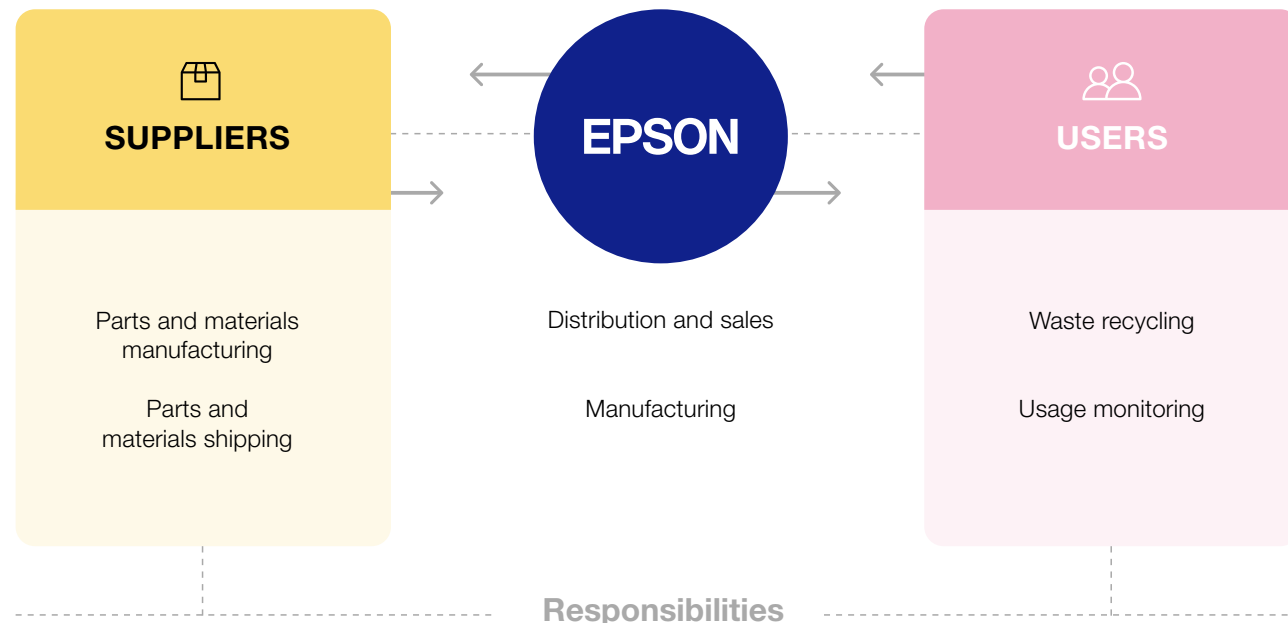 SUPPLIERS
Parts and materials
manufacturing
Parts and
materials shipping
EPSON
Distribution and sales
Manufacturing
USERS
Waste recycling
Usage monitoring
Responsibilities